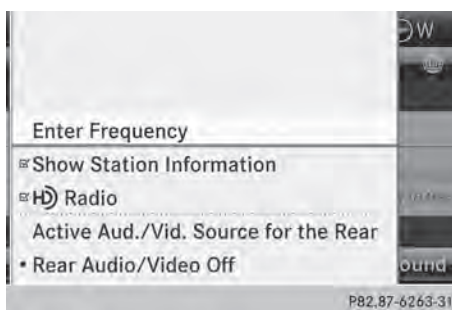 W
Enter Frequency
Show Station Information
HD Radio
Active Aud./Vid. Source for the Rear
• Rear Audio/Video Off
ound
P82.87-6263-31